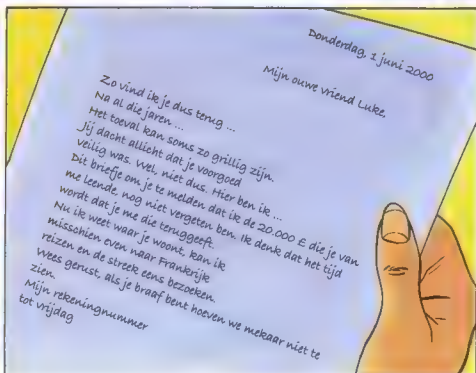 Donderdag, 1 juni 2000
Mijn ouwe vriend Luke,
Zo vind ik je dus terug ...
Na al die jaren ...
Het toeval kan soms zo grillig zijn.
Jij dacht allicht dat je voorgoed
veilig was. Wel, niet dus. Hier ben ik ...
Dit briefje om je te melden dat ik de 20.000 £ die je van
me leende, nog niet vergeten ben. Ik denk dat het tijd
wordt dat je me die teruggeeft.
Nu ik weet waar je woont, kan ik
misschien even naar Frankrijk
reizen en de streek eens bezoeken.
Wees gerust, als je braaf bent hoeven we mekaar niet te
zien.
Mijn rekeningnummer
tot vrijdag